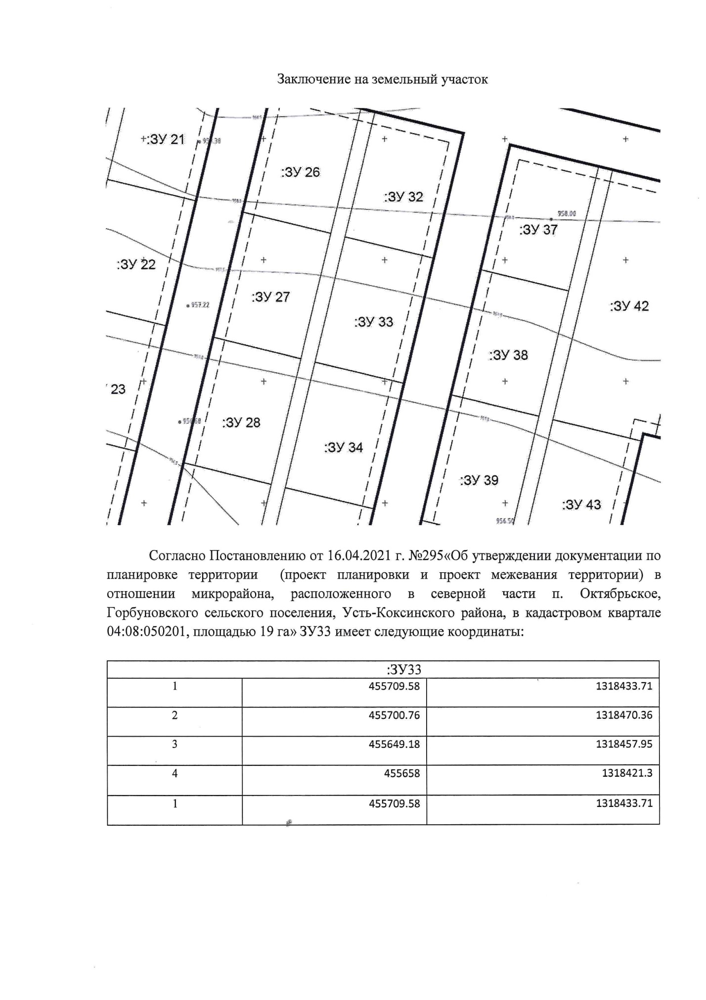 Заключение на земельный участок
:ЗУ 21
:ЗУ 26
:ЗУ 32
958.00
:ЗУ 37
:ЗУ 22
:ЗУ 27
957.22
:ЗУ 42
:ЗУ 33
:ЗУ 38
23
:ЗУ 28
956.68
:ЗУ 34
:ЗУ 39
:ЗУ 43
956.50
Согласно Постановлению от 16.04.2021 г. №295«Об утверждении документации по
планировке территории (проект планировки и проект межевания территории) в
отношении микрорайона, расположенного в северной части п. Октябрьское,
Горбуновского сельского поселения, Усть-Коксинского района, в кадастровом квартале
04:08:050201, площадью 19 га» ЗУ33 имеет следующие координаты:
:ЗУ33
1 455709.58 1318433.71
2 455700.76 1318470.36
3 455649.18 1318457.95
4 455658 1318421.3
1 455709.58 1318433.71